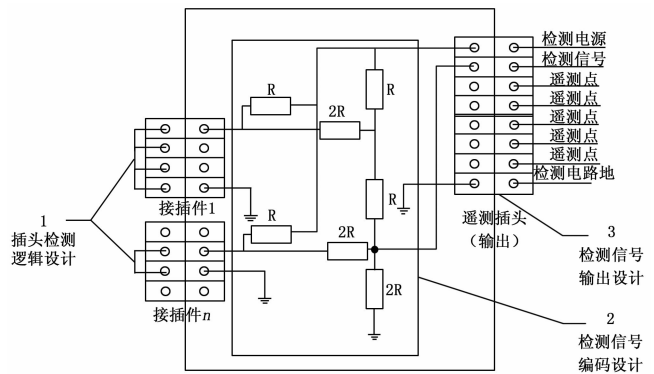 检测电源
检测信号
遥测点
遥测点
遥测点
遥测点
遥测点
检测电路地
R
R
2R
接插件1
R
R
2R
2R
接插件n
1
插头检测
逻辑设计
遥测插头
（输出）
3
检测信号
输出设计
2
检测信号
编码设计